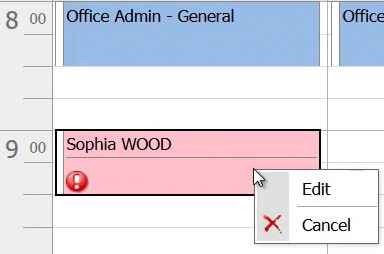 8 00 Office Admin - General Office
9 00 Sophia WOOD
Edit
Cancel